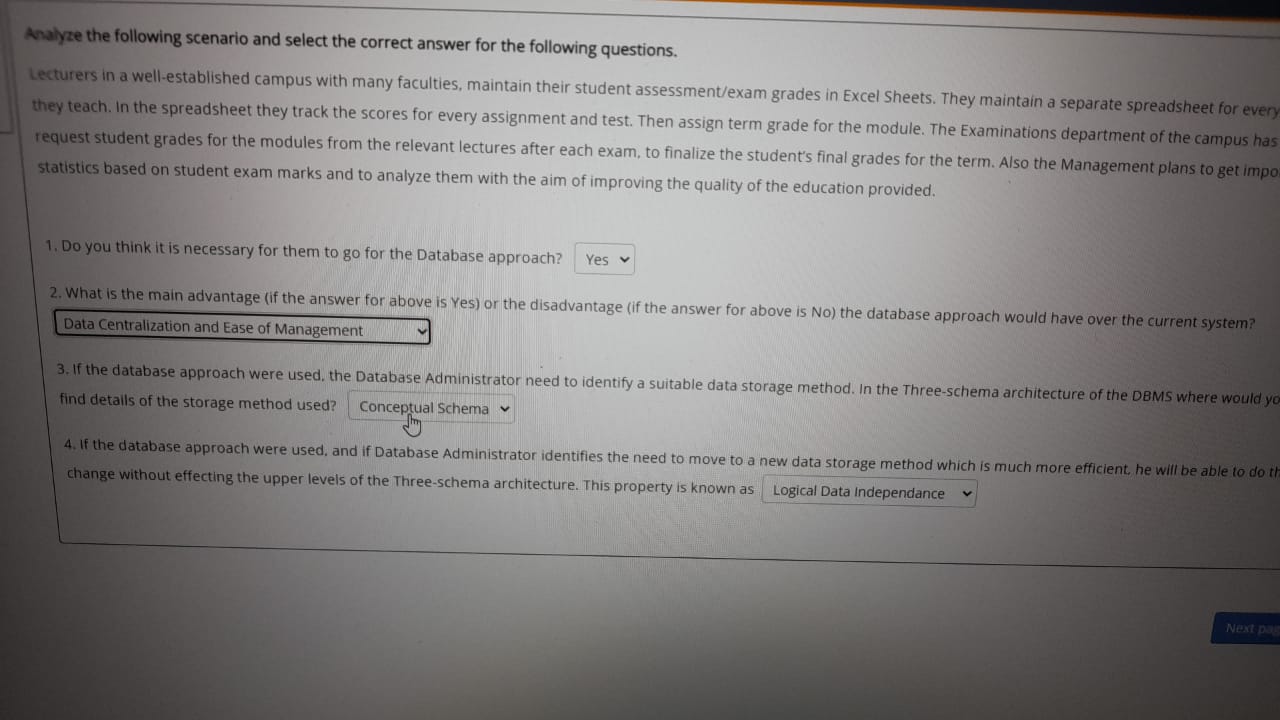 Analyze the following scenario and select the correct answer for the following questions.
Lecturers in a well-established campus with many faculties, maintain their student assessment/exam grades in Excel Sheets. They maintain a separate spreadsheet for every
they teach. In the spreadsheet they track the scores for every assignment and test. Then assign term grade for the module. The Examinations department of the campus has
request student grades for the modules from the relevant lectures after each exam, to finalize the student's final grades for the term. Also the Management plans to get impo
statistics based on student exam marks and to analyze them with the aim of improving the quality of the education provided.
1. Do you think it is necessary for them to go for the Database approach? Yes
2. What is the main advantage (if the answer for above is Yes) or the disadvantage (if the answer for above is No) the database approach would have over the current system?
Data Centralization and Ease of Management
3. If the database approach were used, the Database Administrator need to identify a suitable data storage method. In the Three-schema architecture of the DBMS where would yo
find details of the storage method used? Conceptual Schema
4. If the database approach were used, and if Database Administrator identifies the need to move to a new data storage method which is much more efficient, he will be able to do th
change without effecting the upper levels of the Three-schema architecture. This property is known as Logical Data Independance
Next pag